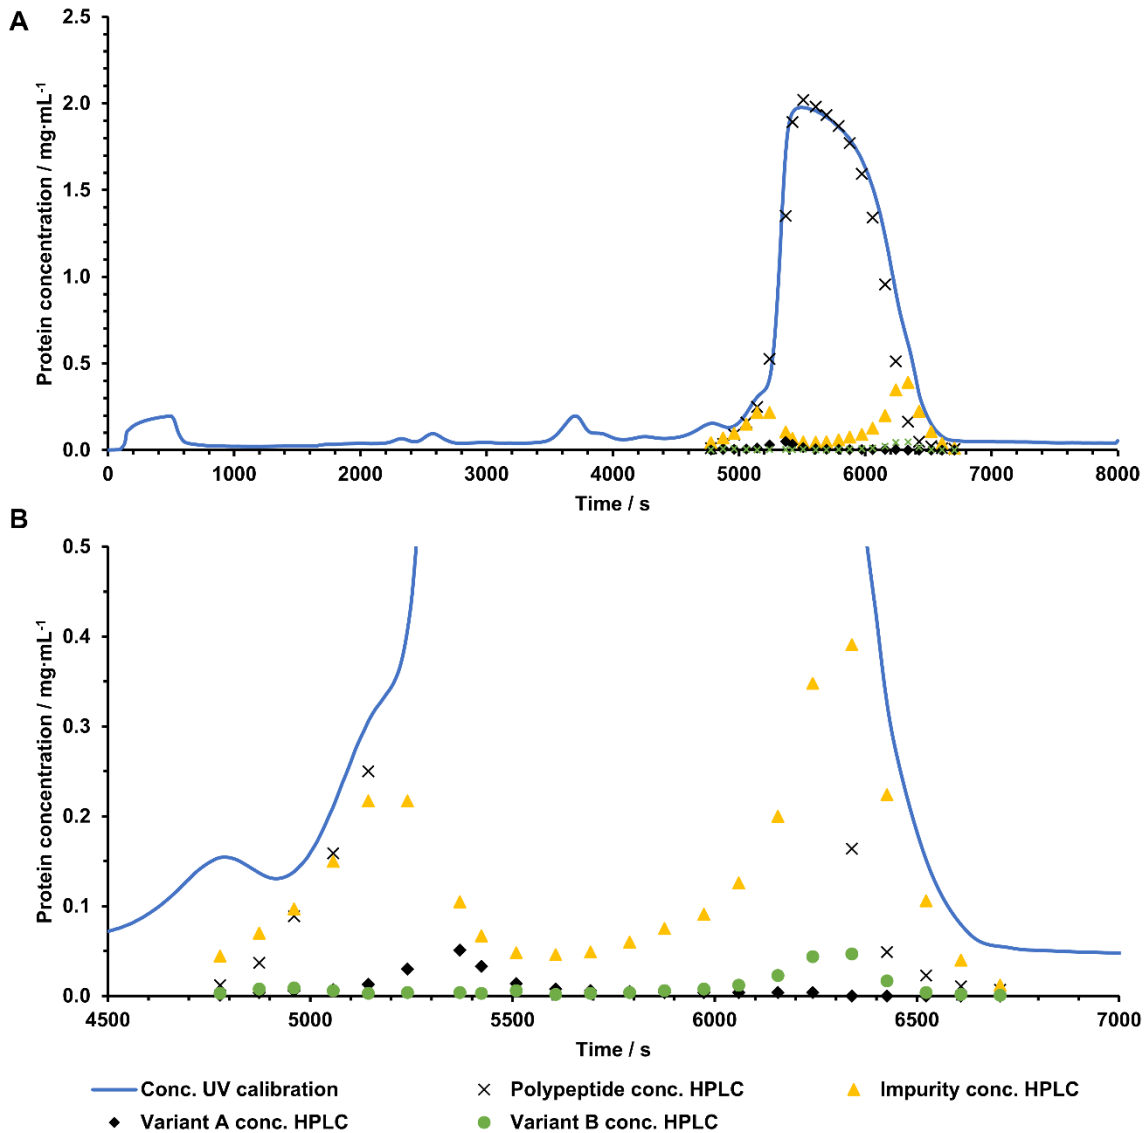 A
Protein concentration / mg·mL⁻¹
2.5
2.0
1.5
1.0
0.5
0.0
0 1000 2000 3000 4000 5000 6000 7000 8000
Time / s
B
Protein concentration / mg·mL⁻¹
0.5
0.4
0.3
0.2
0.1
0.0
4500 5000 5500 6000 6500 7000
Time / s
Conc. UV calibration Polypeptide conc. HPLC Impurity conc. HPLC
Variant A conc. HPLC Variant B conc. HPLC